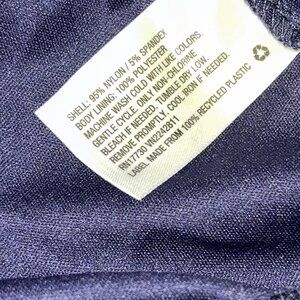 SHELL: 95% NYLON / 5% SPANDEX
BODY LINING: 100% POLYESTER
MACHINE WASH COLD WITH LIKE COLORS.
GENTLE CYCLE. ONLY NON-CHLORINE
BLEACH IF NEEDED. TUMBLE DRY LOW.
REMOVE PROMPTLY. COOL IRON IF NEEDED.
RN17730 VN2242811
LABEL MADE FROM 100% RECYCLED PLASTIC